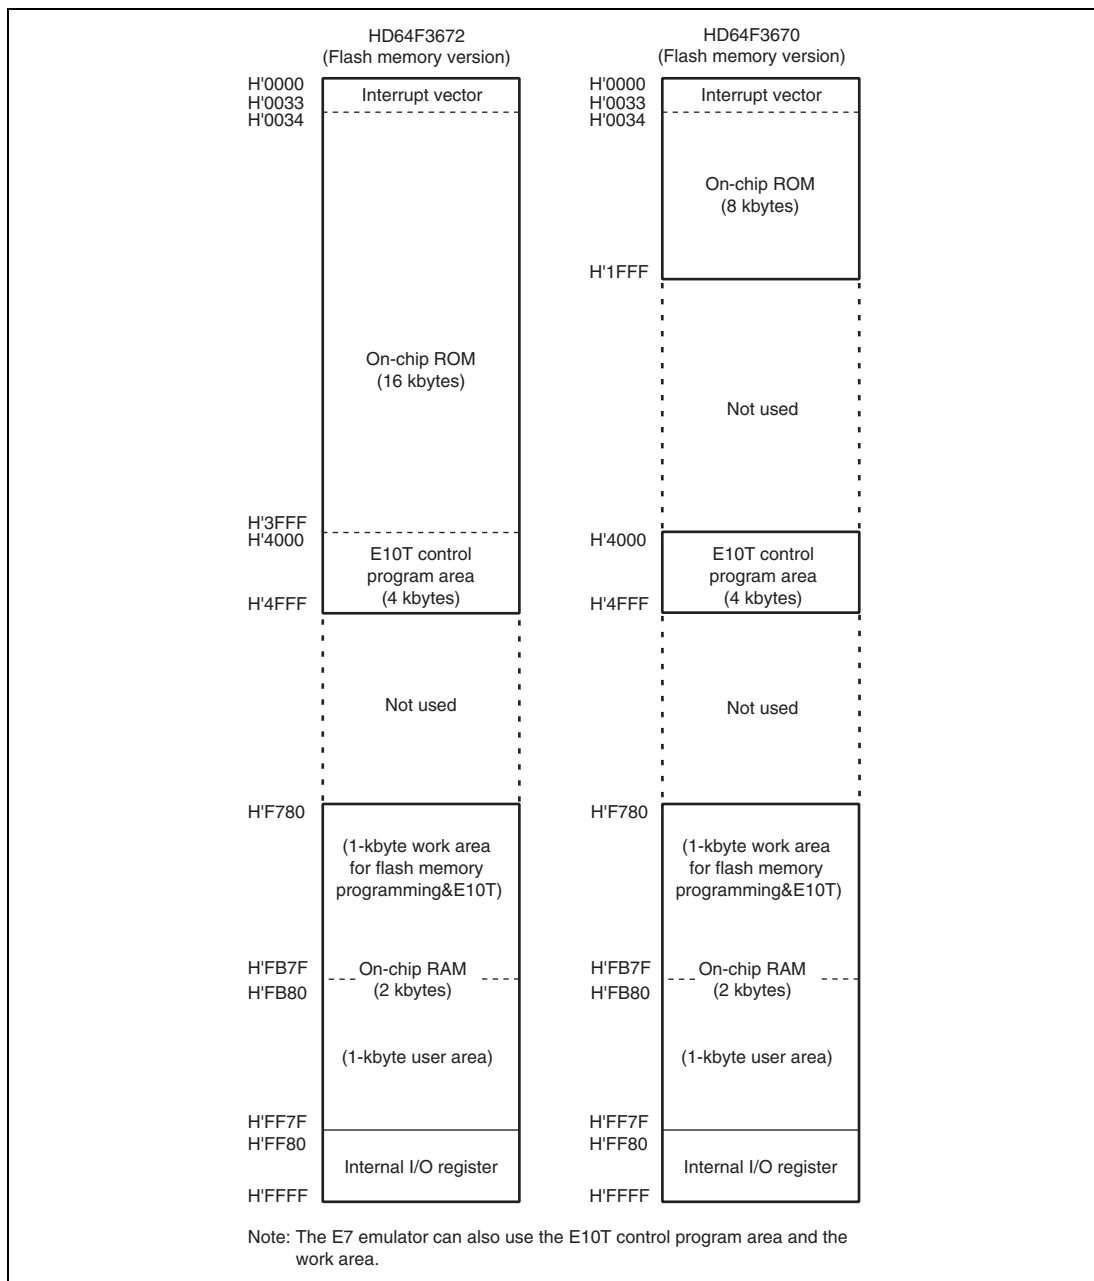 HD64F3672
(Flash memory version)
H'0000
Interrupt vector
H'0033
H'0034
On-chip ROM
(16 kbytes)
H'3FFF
H'4000
E10T control
program area
(4 kbytes)
H'4FFF
Not used
H'F780
(1-kbyte work area
for flash memory
programming&E10T)
H'FB7F
On-chip RAM
(2 kbytes)
H'FB80
(1-kbyte user area)
H'FF7F
H'FF80
Internal I/O register
H'FFFF
HD64F3670
(Flash memory version)
H'0000
Interrupt vector
H'0033
H'0034
On-chip ROM
(8 kbytes)
H'1FFF
Not used
H'4000
E10T control
program area
(4 kbytes)
H'4FFF
Not used
H'F780
(1-kbyte work area
for flash memory
programming&E10T)
H'FB7F
On-chip RAM
(2 kbytes)
H'FB80
(1-kbyte user area)
H'FF7F
H'FF80
Internal I/O register
H'FFFF
Note: The E7 emulator can also use the E10T control program area and the
work area.